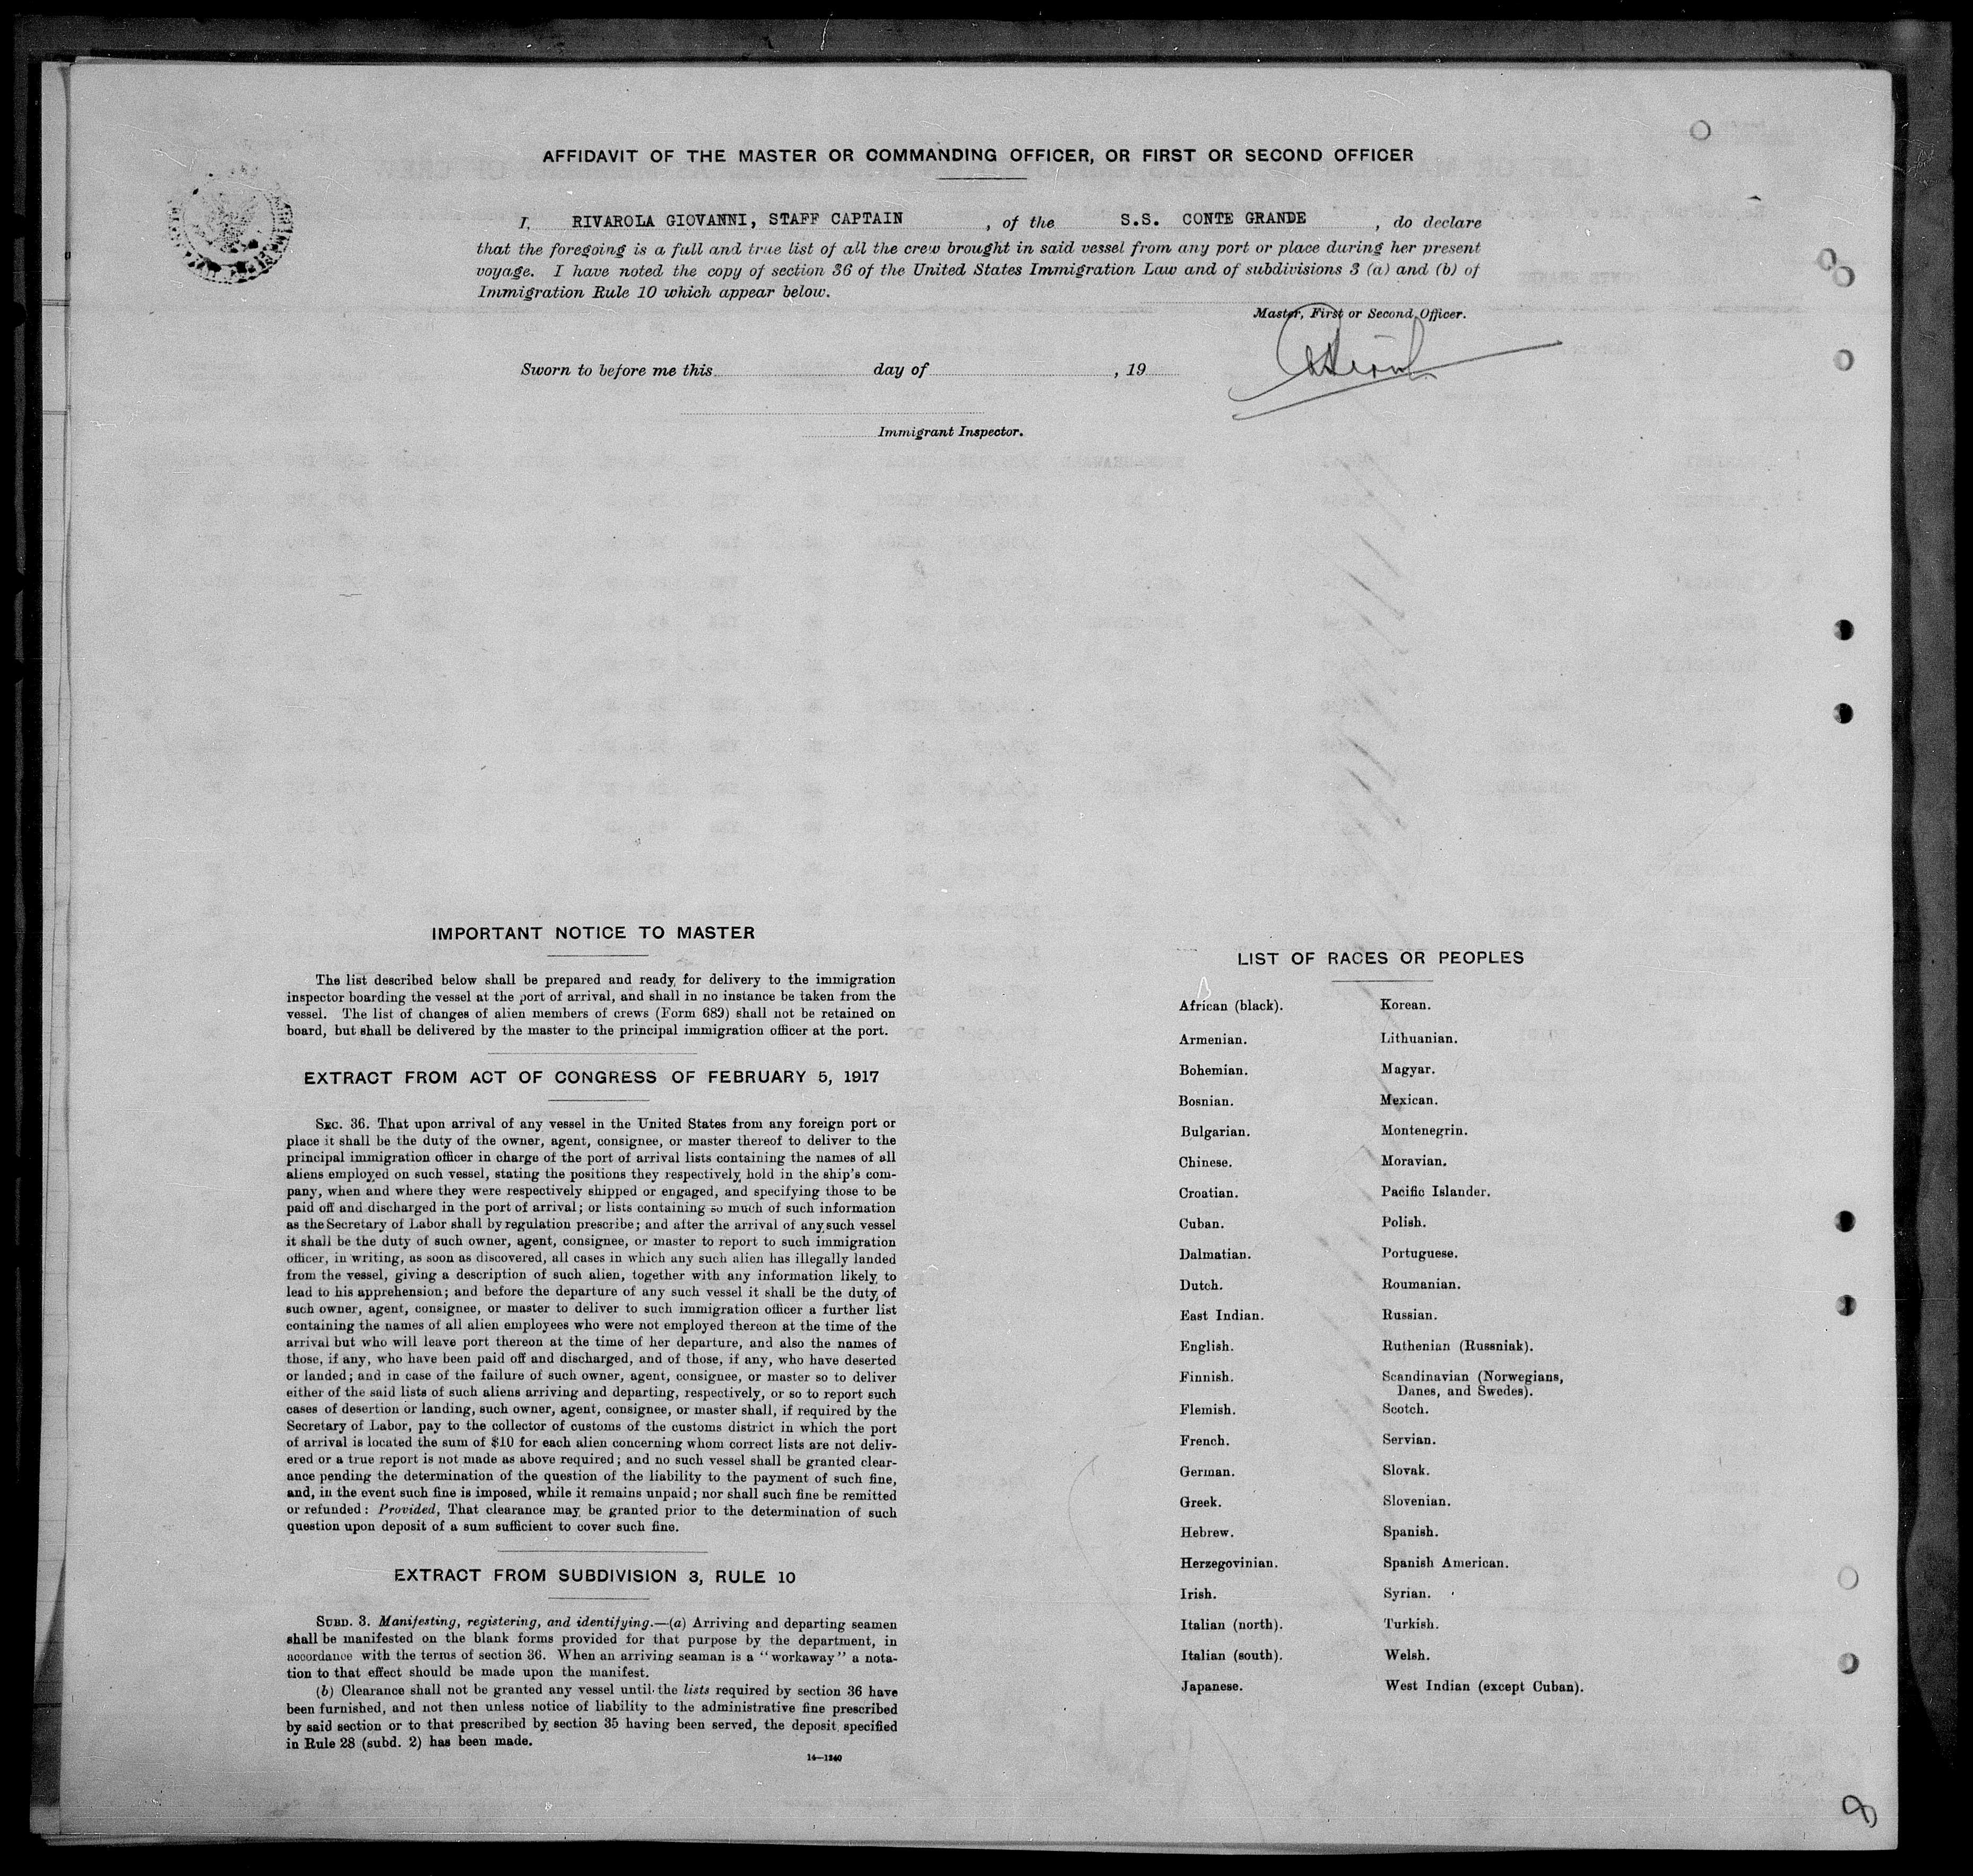 AFFIDAVIT OF THE MASTER OR COMMANDING OFFICER, OR FIRST OR SECOND OFFICER
I, RIVAROLA GIOVANNI, STAFF CAPTAIN, of the S.S. CONTE GRANDE, do declare
that the foregoing is a full and true list of all the crew brought in said vessel from any port or place during her present
voyage. I have noted the copy of section 36 of the United States Immigration Law and of subdivisions 3 (a) and (b) of
Immigration Rule 10 which appear below.
Master, First or Second Officer.
Sworn to before me this day of , 19
Immigrant Inspector.
IMPORTANT NOTICE TO MASTER
The list described below shall be prepared and ready for delivery to the immigration
inspector boarding the vessel at the port of arrival, and shall in no instance be taken from the
vessel. The list of changes of alien members of crews (Form 689) shall not be retained on
board, but shall be delivered by the master to the principal immigration officer at the port.
EXTRACT FROM ACT OF CONGRESS OF FEBRUARY 5, 1917
SEC. 36. That upon arrival of any vessel in the United States from any foreign port or
place it shall be the duty of the owner, agent, consignee, or master thereof to deliver to the
principal immigration officer in charge of the port of arrival lists containing the names of all
aliens employed on such vessel, stating the positions they respectively hold in the ship's com-
pany, when and where they were respectively shipped or engaged, and specifying those to be
paid off and discharged in the port of arrival; or lists containing so much of such information
as the Secretary of Labor shall by regulation prescribe; and after the arrival of any such vessel
it shall be the duty of such owner, agent, consignee, or master to report to such immigration
officer, in writing, as soon as discovered, all cases in which any such alien has illegally landed
from the vessel, giving a description of such alien, together with any information likely to
lead to his apprehension; and before the departure of any such vessel it shall be the duty of
such owner, agent, consignee, or master to deliver to such immigration officer a further list
containing the names of all alien employees who were not employed thereon at the time of the
arrival but who will leave port thereon at the time of her departure, and also the names of
those, if any, who have been paid off and discharged, and of those, if any, who have deserted
or landed; and in case of the failure of such owner, agent, consignee, or master so to deliver
either of the said lists of such aliens arriving and departing, respectively, or so to report such
cases of desertion or landing, such owner, agent, consignee, or master shall, if required by the
Secretary of Labor, pay to the collector of customs of the customs district in which the port
of arrival is located the sum of $10 for each alien concerning whom correct lists are not deliv-
ered or a true report is not made as above required; and no such vessel shall be granted clear-
ance pending the determination of the question of the liability to the payment of such fine,
and, in the event such fine is imposed, while it remains unpaid; nor shall such fine be remitted
or refunded: Provided, That clearance may be granted prior to the determination of such
question upon deposit of a sum sufficient to cover such fine.
EXTRACT FROM SUBDIVISION 3, RULE 10
SUBD. 3. Manifesting, registering, and identifying.—(a) Arriving and departing seamen
shall be manifested on the blank forms provided for that purpose by the department, in
accordance with the terms of section 36. When an arriving seaman is a "workaway" a nota-
tion to that effect should be made upon the manifest.
(b) Clearance shall not be granted any vessel until the lists required by section 36 have
been furnished, and not then unless notice of liability to the administrative fine prescribed
by said section or to that prescribed by section 35 having been served, the deposit specified
in Rule 28 (subd. 2) has been made.
14—1240
LIST OF RACES OR PEOPLES
African (black).
Armenian.
Bohemian.
Bosnian.
Bulgarian.
Chinese.
Croatian.
Cuban.
Dalmatian.
Dutch.
East Indian.
English.
Finnish.
Flemish.
French.
German.
Greek.
Hebrew.
Herzegovinian.
Irish.
Italian (north).
Italian (south).
Japanese.
Korean.
Lithuanian.
Magyar.
Mexican.
Montenegrin.
Moravian.
Pacific Islander.
Polish.
Portuguese.
Roumanian.
Russian.
Ruthenian (Russniak).
Scandinavian (Norwegians,
Danes, and Swedes).
Scotch.
Servian.
Slovak.
Slovenian.
Spanish.
Spanish American.
Syrian.
Turkish.
Welsh.
West Indian (except Cuban).
8